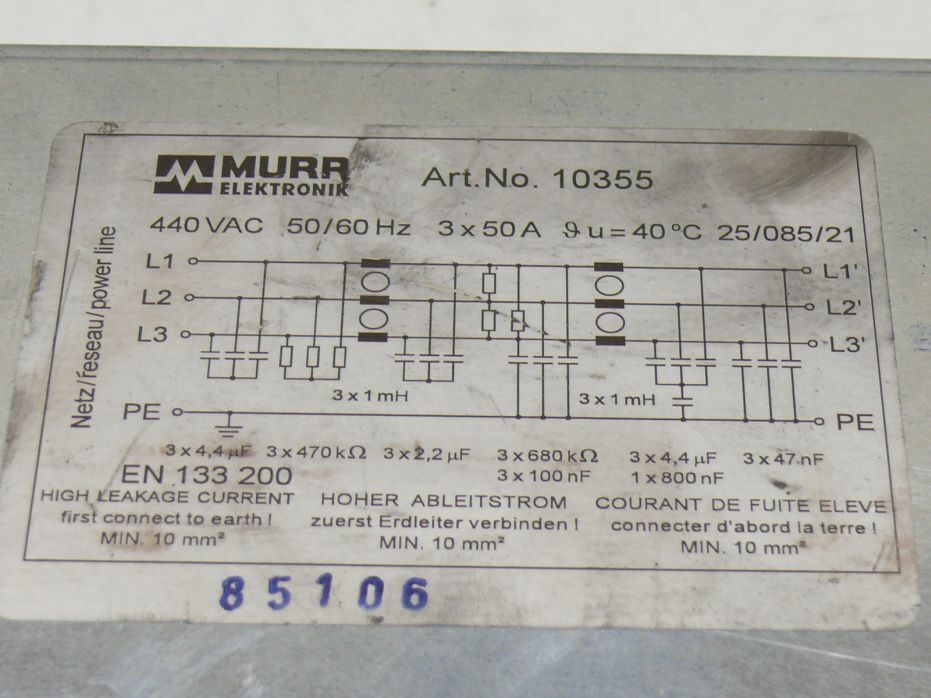 MURR
ELEKTRONIK
Art.No. 10355
440 VAC 50/60 Hz 3 x 50 A ϑ u = 40 °C 25/085/21
Netz/reseau/power line
L1 L1'
L2 L2'
L3 L3'
3 x 1 mH 3 x 1 mH
PE PE
3 x 4,4 µF 3 x 470 kΩ 3 x 2,2 µF 3 x 680 kΩ 3 x 4,4 µF 3 x 47 nF
EN 133 200 3 x 100 nF 1 x 800 nF
HIGH LEAKAGE CURRENT HOHER ABLEITSTROM COURANT DE FUITE ELEVE
first connect to earth ! zuerst Erdleiter verbinden ! connecter d'abord la terre !
MIN. 10 mm² MIN. 10 mm² MIN. 10 mm²
85106